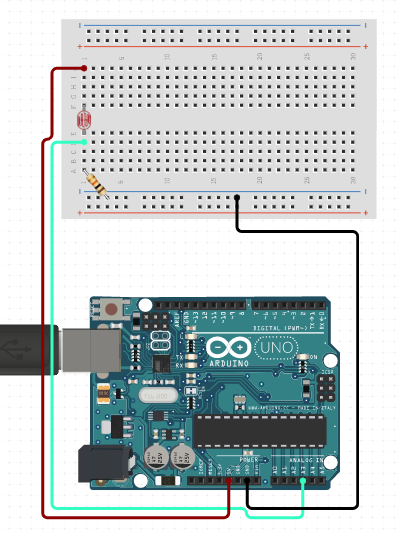 1 5 10 15 20 25 30
J
I
H
G
F
E
D
C
B
A
1 5 10 15 20 25 30
AREF
GND
13
12
~11
~10
~9
8
7
~6
~5
4
~3
2
TX→1
RX←0
DIGITAL (PWM~)
L
TX
RX
ARDUINO
UNO
ON
ICSP
WWW.ARDUINO.CC - MADE IN ITALY
POWER
ANALOG IN
5V
GND
GND
Vin
A0
A1
A2
A3
A4
A5